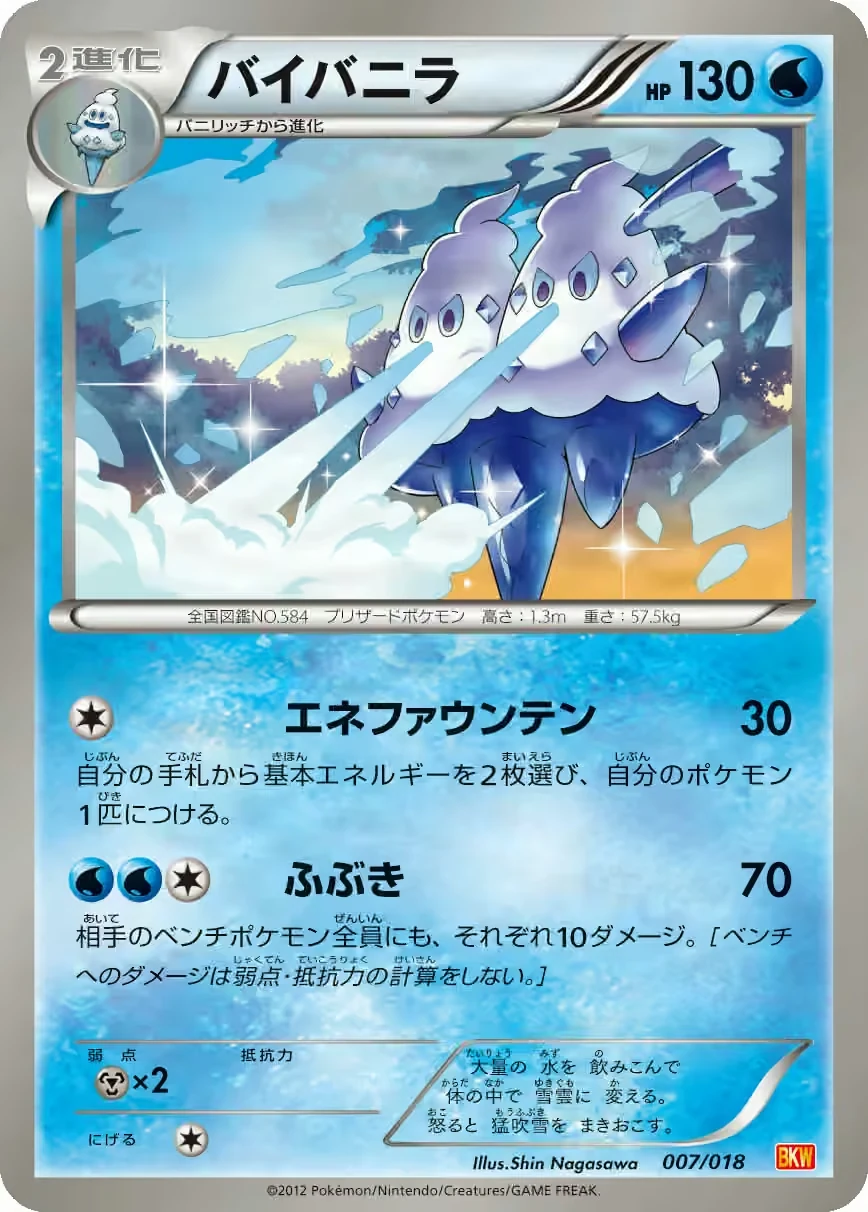 2進化
バイバニラ
HP 130
バニリッチから進化
全国図鑑NO.584 ブリザードポケモン 高さ：1.3m 重さ：57.5kg
エネファウンテン 30
自分の手札から基本エネルギーを2枚選び、自分のポケモン
1匹につける。
ふぶき 70
相手のベンチポケモン全員にも、それぞれ10ダメージ。［ベンチ
へのダメージは弱点・抵抗力の計算をしない。］
弱点 抵抗力
×2
にげる
大量の 水を 飲みこんで
体の中で 雪雲に 変える。
怒ると 猛吹雪を まきおこす。
Illus.Shin Nagasawa 007/018 BKW
©2012 Pokémon/Nintendo/Creatures/GAME FREAK.